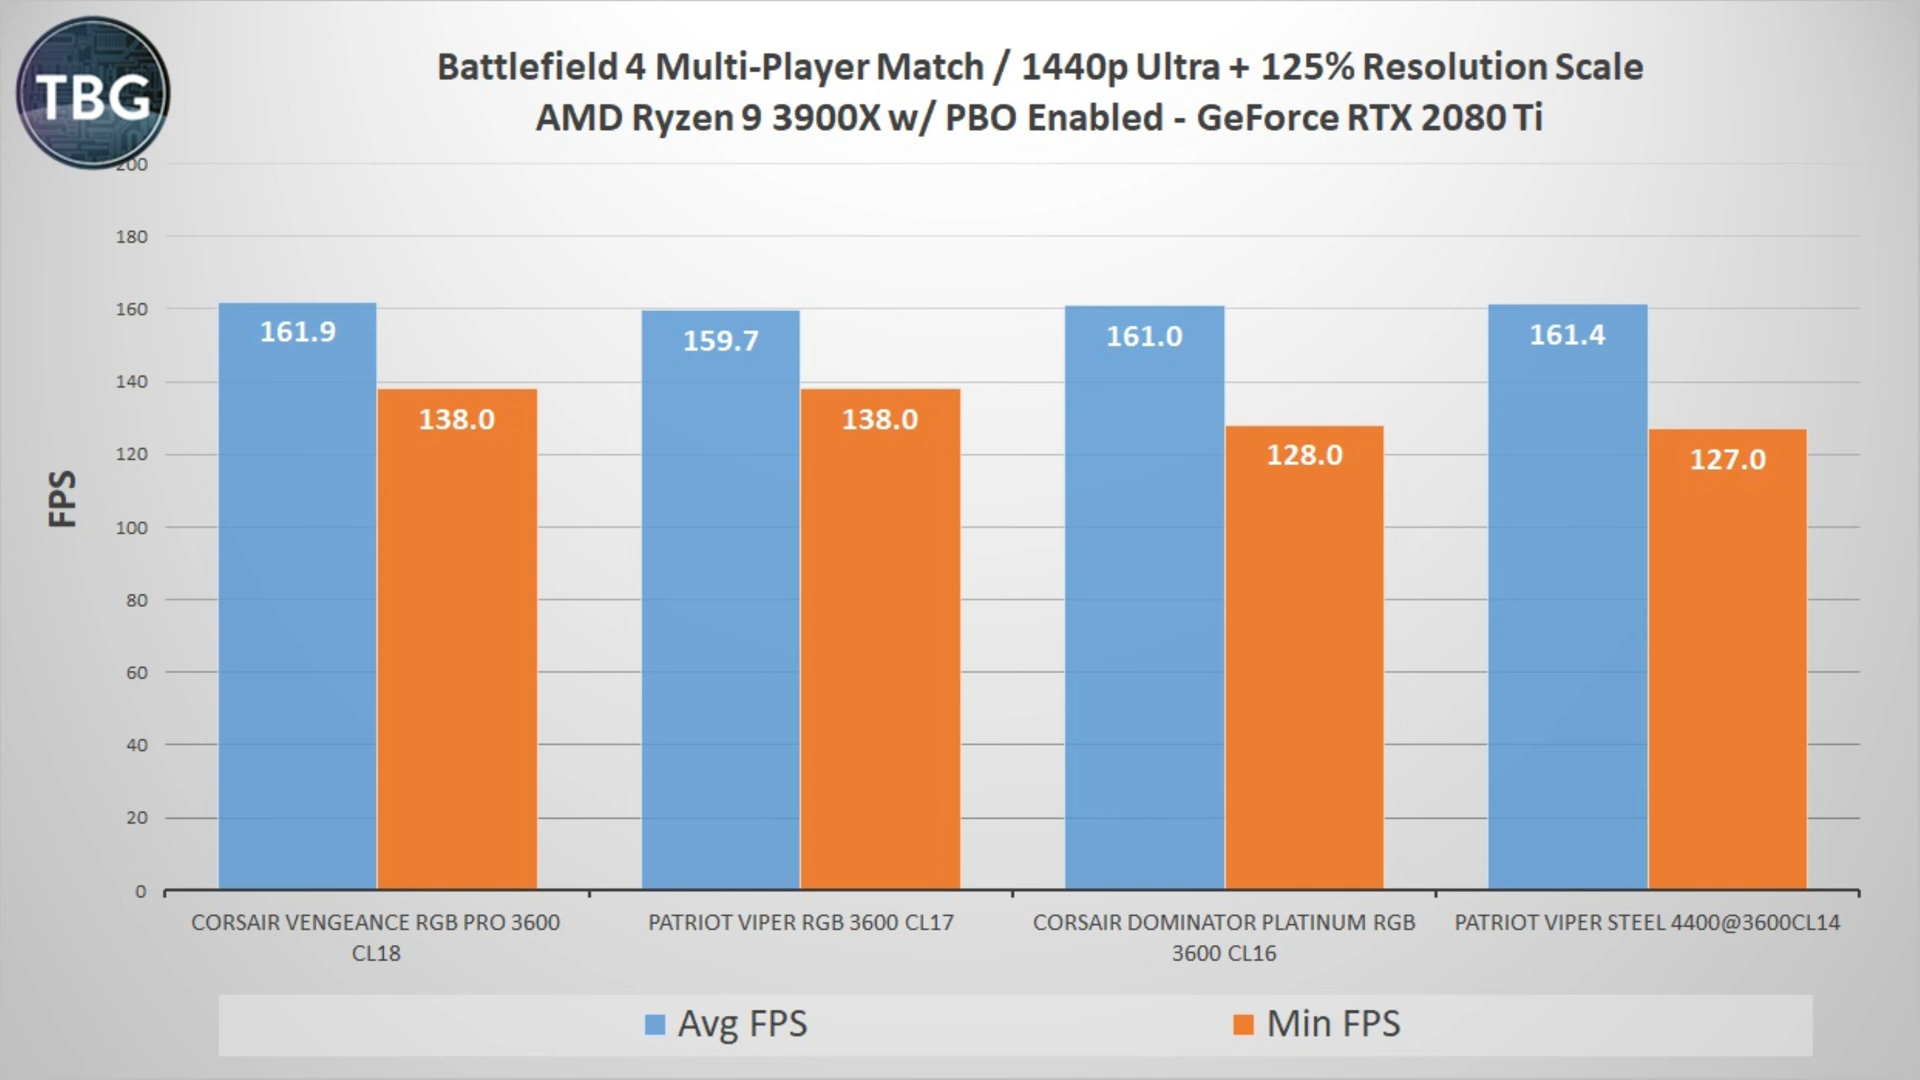 TBG
Battlefield 4 Multi-Player Match / 1440p Ultra + 125% Resolution Scale
AMD Ryzen 9 3900X w/ PBO Enabled - GeForce RTX 2080 Ti
200
180
160
140
120
100
80
60
40
20
0
FPS
161.9
138.0
159.7
138.0
161.0
128.0
161.4
127.0
CORSAIR VENGEANCE RGB PRO 3600
CL18
PATRIOT VIPER RGB 3600 CL17
CORSAIR DOMINATOR PLATINUM RGB
3600 CL16
PATRIOT VIPER STEEL 4400@3600CL14
Avg FPS
Min FPS